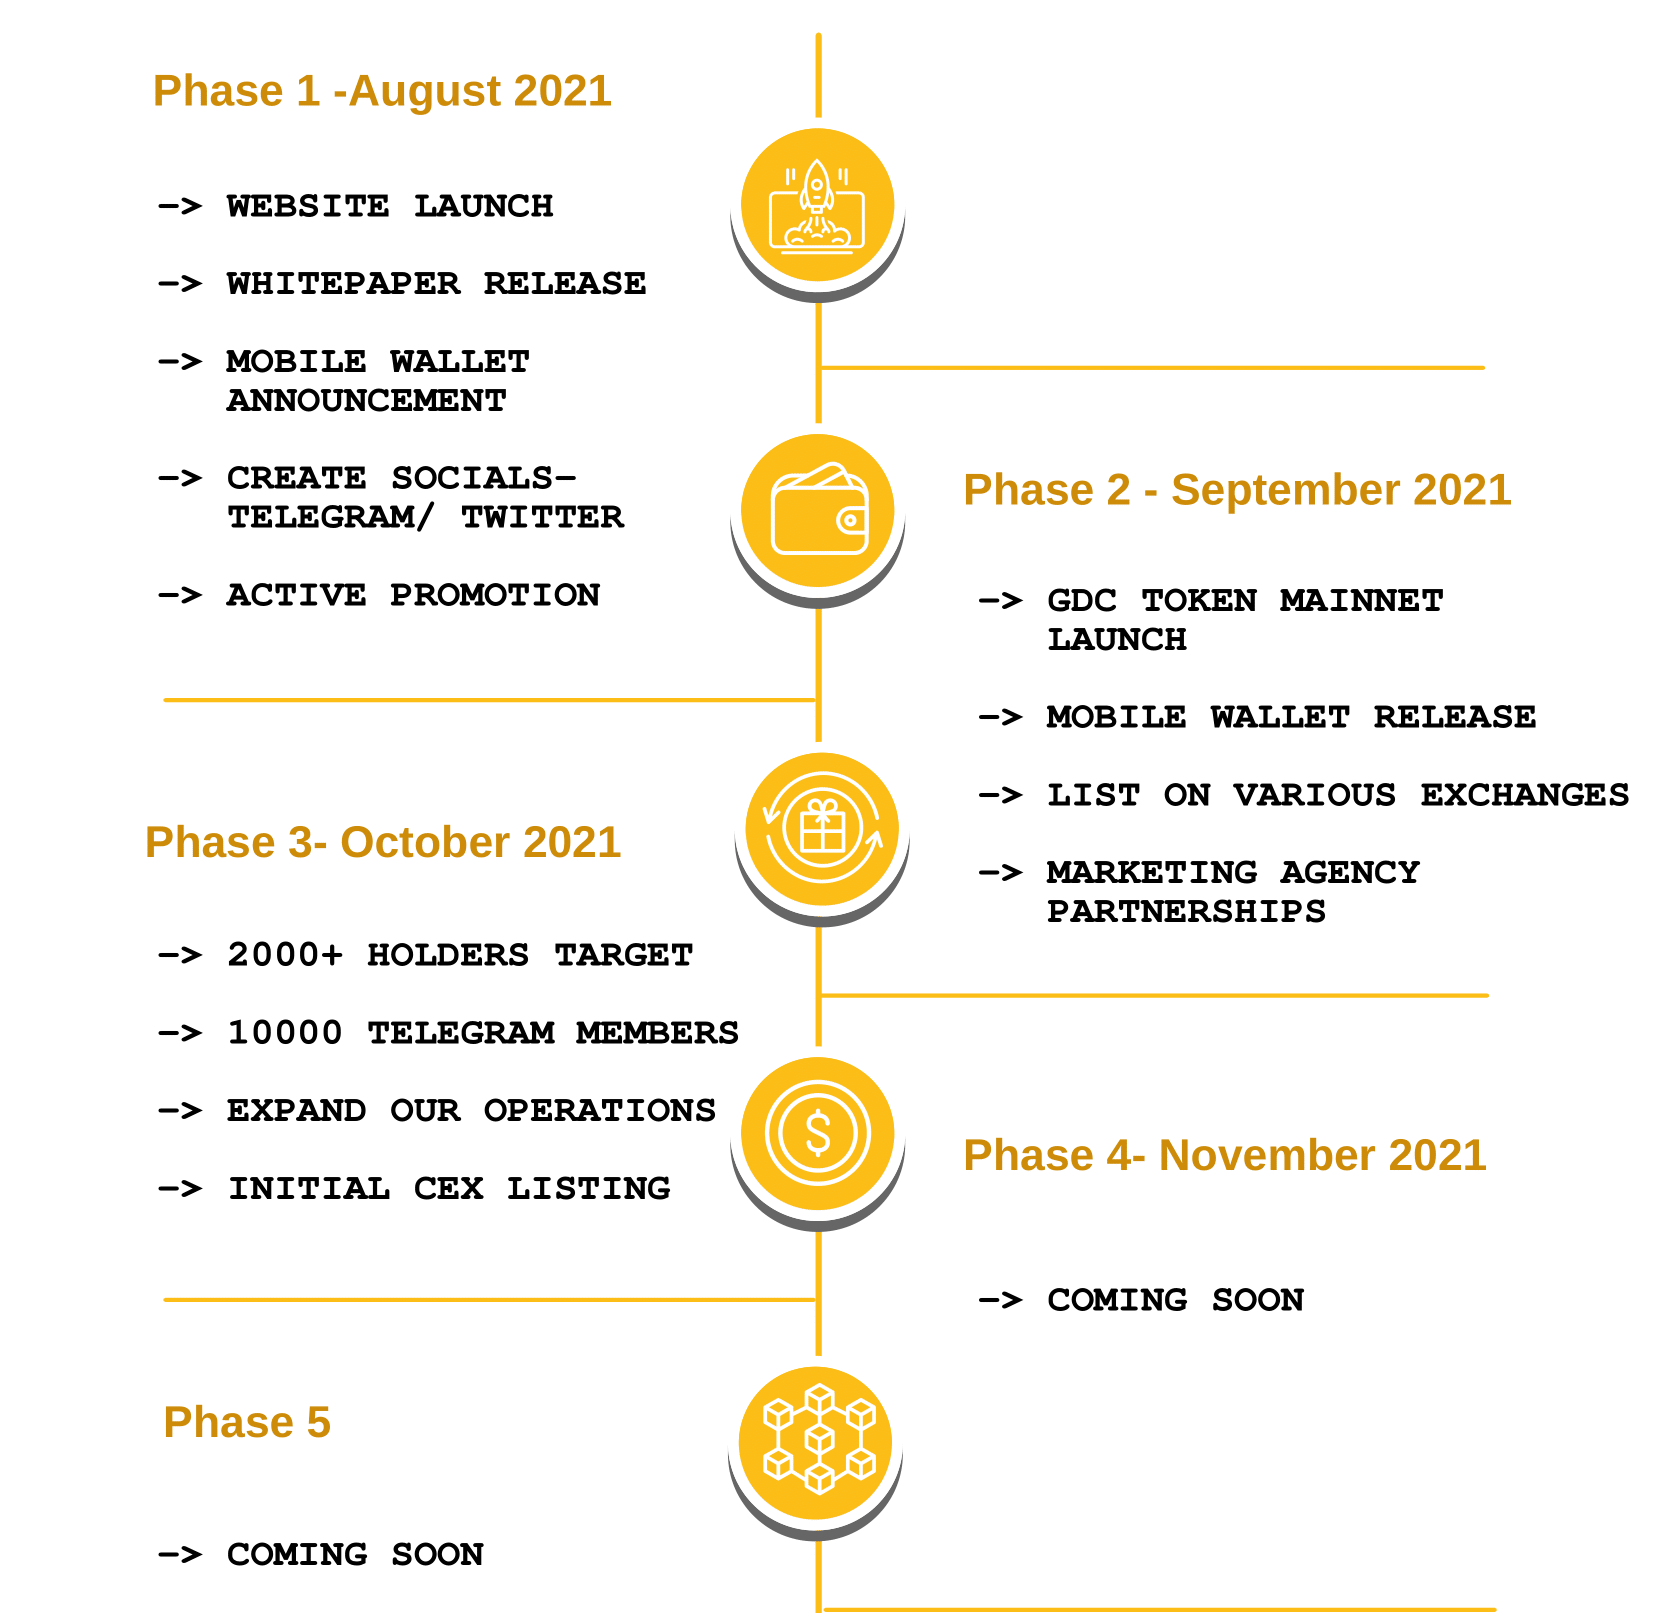 Phase 1 -August 2021
-> WEBSITE LAUNCH
-> WHITEPAPER RELEASE
-> MOBILE WALLET
ANNOUNCEMENT
-> CREATE SOCIALS-
TELEGRAM/ TWITTER
-> ACTIVE PROMOTION
Phase 2 - September 2021
-> GDC TOKEN MAINNET
LAUNCH
-> MOBILE WALLET RELEASE
-> LIST ON VARIOUS EXCHANGES
-> MARKETING AGENCY
PARTNERSHIPS
Phase 3- October 2021
-> 2000+ HOLDERS TARGET
-> 10000 TELEGRAM MEMBERS
-> EXPAND OUR OPERATIONS
-> INITIAL CEX LISTING
$
Phase 4- November 2021
-> COMING SOON
Phase 5
-> COMING SOON